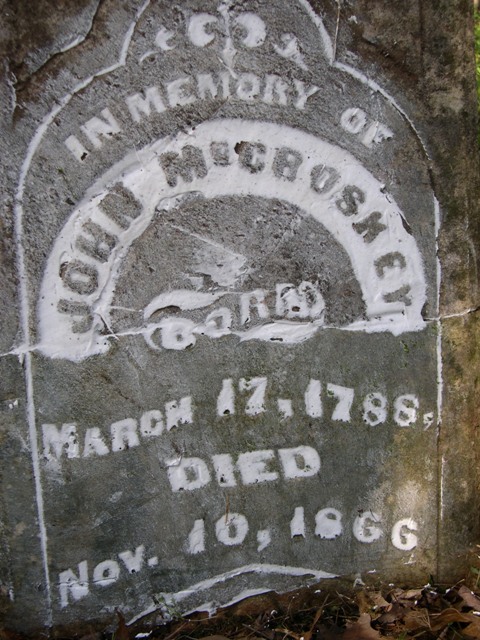 IN MEMORY OF
JOHN McCROSKEY
BORN
MARCH 17, 1788,
DIED
NOV. 10, 1866